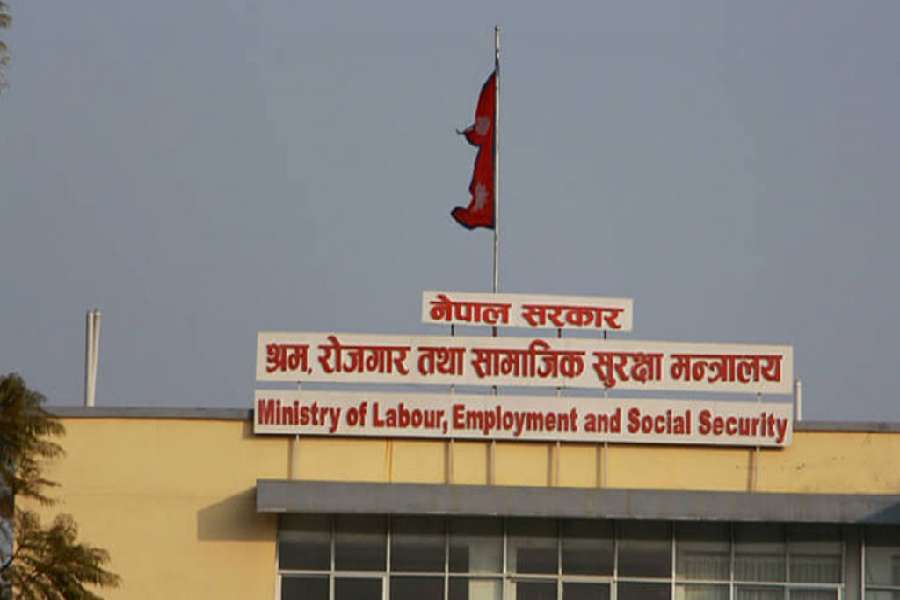 नेपाल सरकार
श्रम, रोजगार तथा सामाजिक सुरक्षा मन्त्रालय
Ministry of Labour, Employment and Social Security